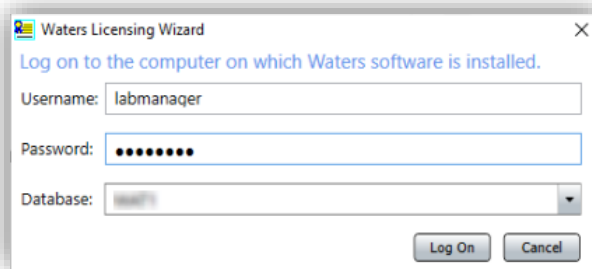 Waters Licensing Wizard
Log on to the computer on which Waters software is installed.
Username: labmanager
Password: ••••••••
Database:
Log On Cancel